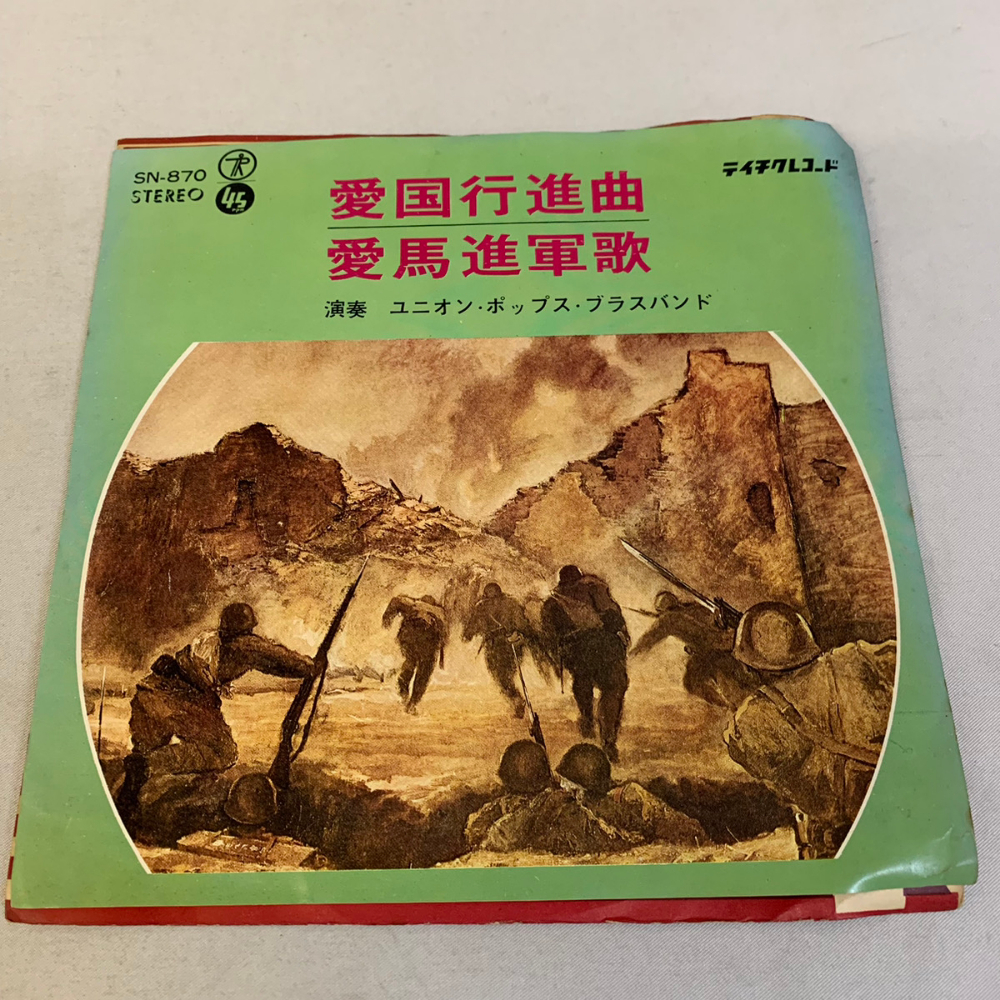 SN-870
STEREO
45
愛国行進曲
愛馬進軍歌
演奏 ユニオン・ポップス・ブラスバンド
テイチクレコード